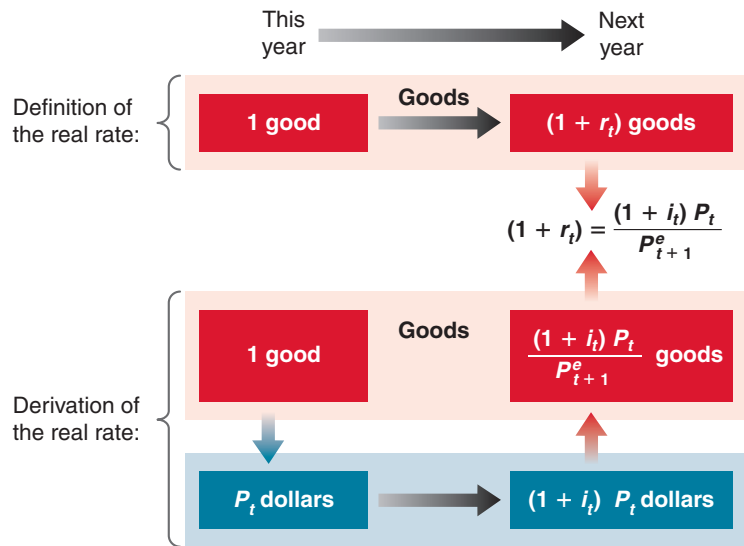 This
year
Next
year
Definition of
the real rate:
1 good
Goods
(1 + r_t) goods
(1 + r_t) = \frac{(1 + i_t) P_t}{P^e_{t+1}}
Derivation of
the real rate:
1 good
Goods
\frac{(1 + i_t) P_t}{P^e_{t+1}} goods
P_t dollars
(1 + i_t) P_t dollars